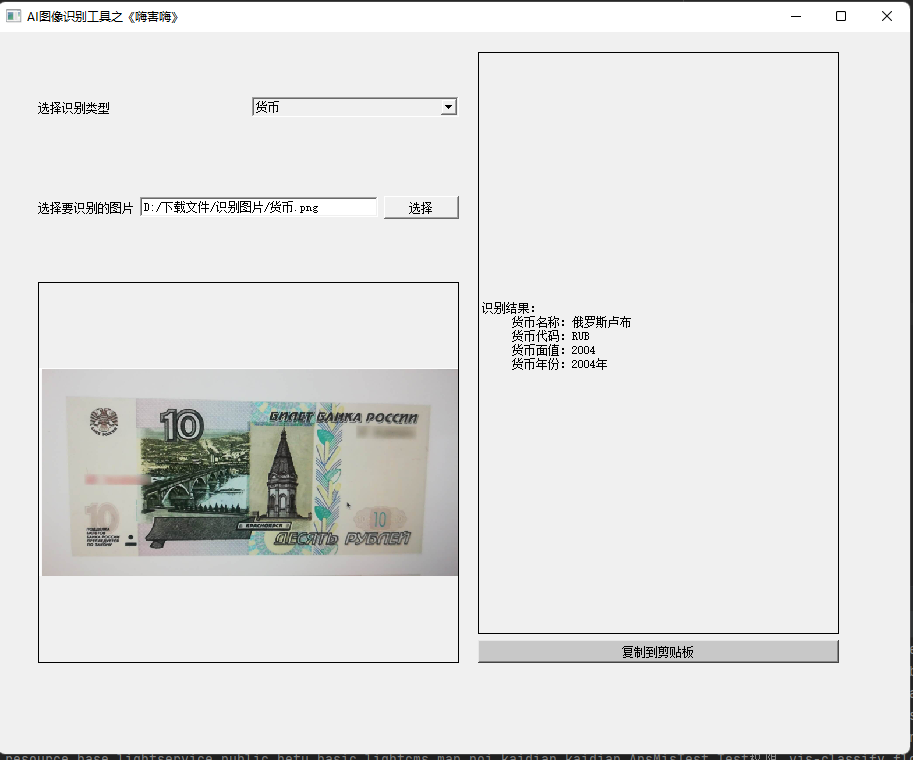 AI图像识别工具之《嗨害嗨》
选择识别类型
货币
选择要识别的图片
D:/下载文件/识别图片/货币.png
选择
10
БИЛЕТ БАНКА РОССИИ
10
10
КРАСНОЯРСК
ДЕСЯТЬ РУБЛЕЙ
识别结果:
货币名称: 俄罗斯卢布
货币代码: RUB
货币面值: 2004
货币年份: 2004年
复制到剪贴板